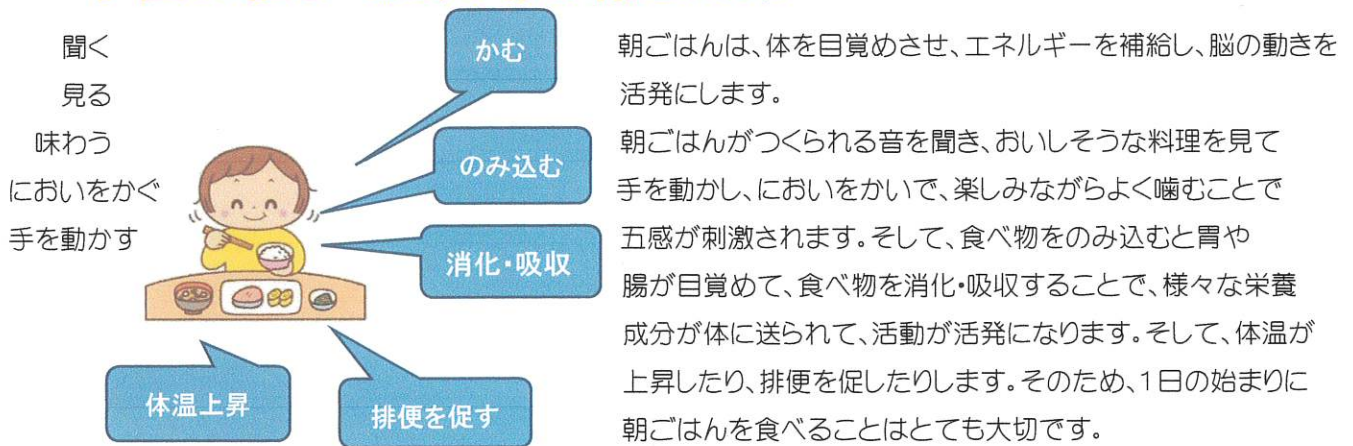 聞く
見る
味わう
においをかぐ
手を動かす
かむ
のみ込む
消化・吸収
体温上昇
排便を促す
朝ごはんは、体を目覚めさせ、エネルギーを補給し、脳の動きを
活発にします。
朝ごはんがつくられる音を聞き、おいしそうな料理を見て
手を動かし、においをかいで、楽しみながらよく噛むことで
五感が刺激されます。そして、食べ物をのみ込むと胃や
腸が目覚めて、食べ物を消化・吸収することで、様々な栄養
成分が体に送られて、活動が活発になります。そして、体温が
上昇したり、排便を促したりします。そのため、1日の始まりに
朝ごはんを食べることはとても大切です。